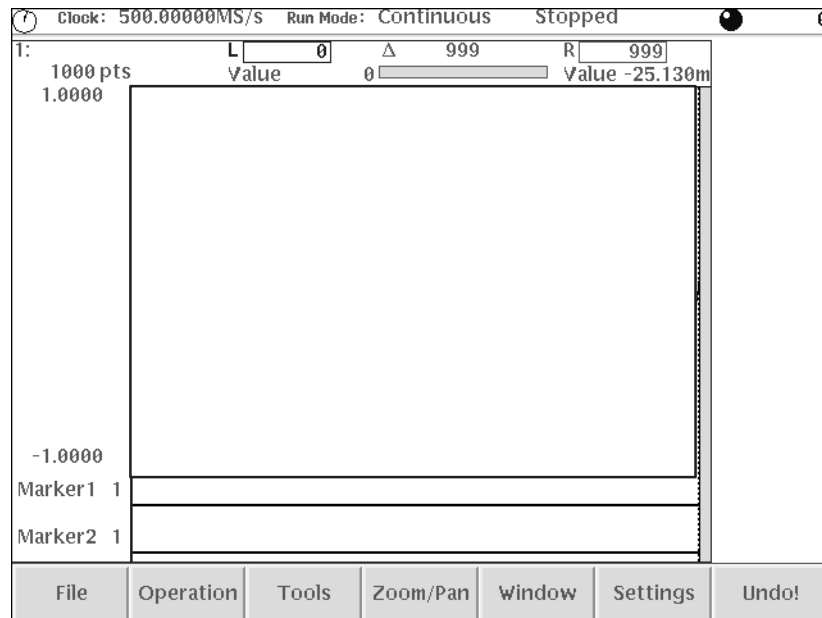 Clock: 500.00000MS/s Run Mode: Continuous Stopped
1: L 0 Δ 999 R 999
1000 pts Value 0 Value -25.130m
1.0000
-1.0000
Marker1 1
Marker2 1
File Operation Tools Zoom/Pan Window Settings Undo!